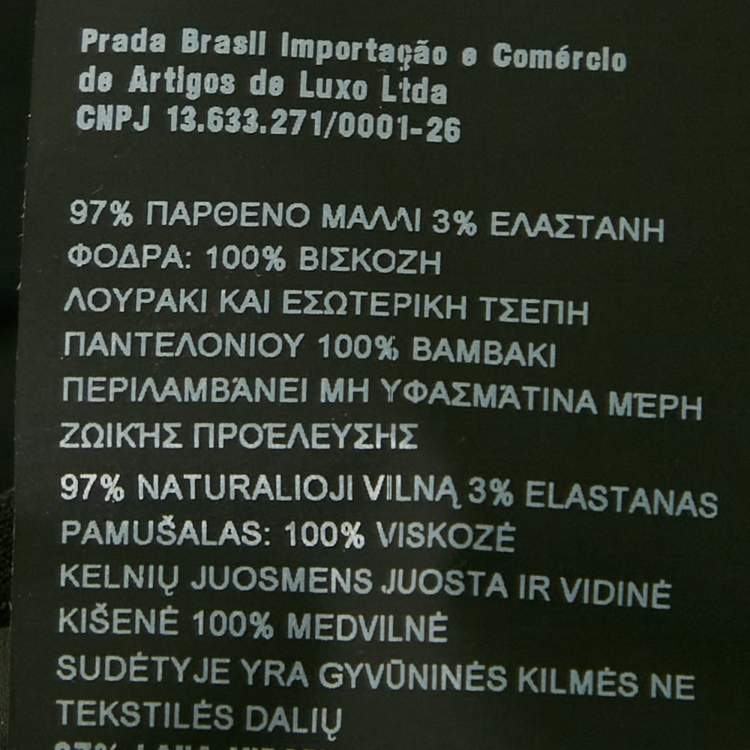 Prada Brasil Importação e Comércio
de Artigos de Luxo Ltda
CNPJ 13.633.271/0001-26
97% ΠΑΡΘΕΝΟ ΜΑΛΛΙ 3% ΕΛΑΣΤΑΝΗ
ΦΟΔΡΑ: 100% ΒΙΣΚΟΖΗ
ΛΟΥΡΑΚΙ ΚΑΙ ΕΣΩΤΕΡΙΚΗ ΤΣΕΠΗ
ΠΑΝΤΕΛΟΝΙΟΥ 100% ΒΑΜΒΑΚΙ
ΠΕΡΙΛΑΜΒΆΝΕΙ ΜΗ ΥΦΑΣΜΆΤΙΝΑ ΜΈΡΗ
ΖΩΙΚΉΣ ΠΡΟΈΛΕΥΣΗΣ
97% NATURALIOJI VILNĄ 3% ELASTANAS
PAMUŠALAS: 100% VISKOZĖ
KELNIŲ JUOSMENS JUOSTA IR VIDINĖ
KIŠENĖ 100% MEDVILNĖ
SUDĖTYJE YRA GYVŪNINĖS KILMĖS NE
TEKSTILĖS DALIŲ
97% LANA